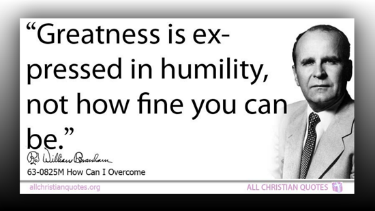 “Greatness is ex-
pressed in humility,
not how fine you can
be.”
William Branham
63-0825M How Can I Overcome
allchristianquotes.org
ALL CHRISTIAN QUOTES